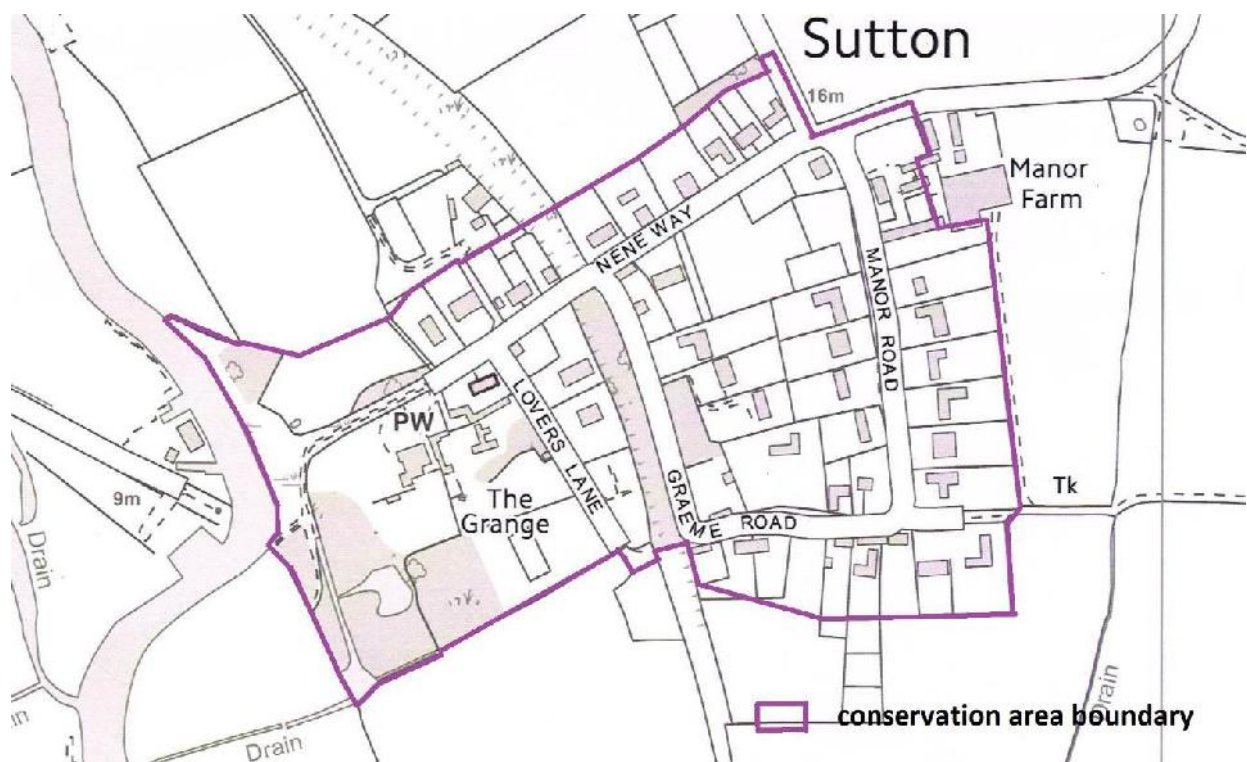 Sutton
16m
Manor
Farm
NENE WAY
MANOR ROAD
LOVERS LANE
PW
The
Grange
GRAEME ROAD
Tk
9m
Drain
Drain
Drain
conservation area boundary